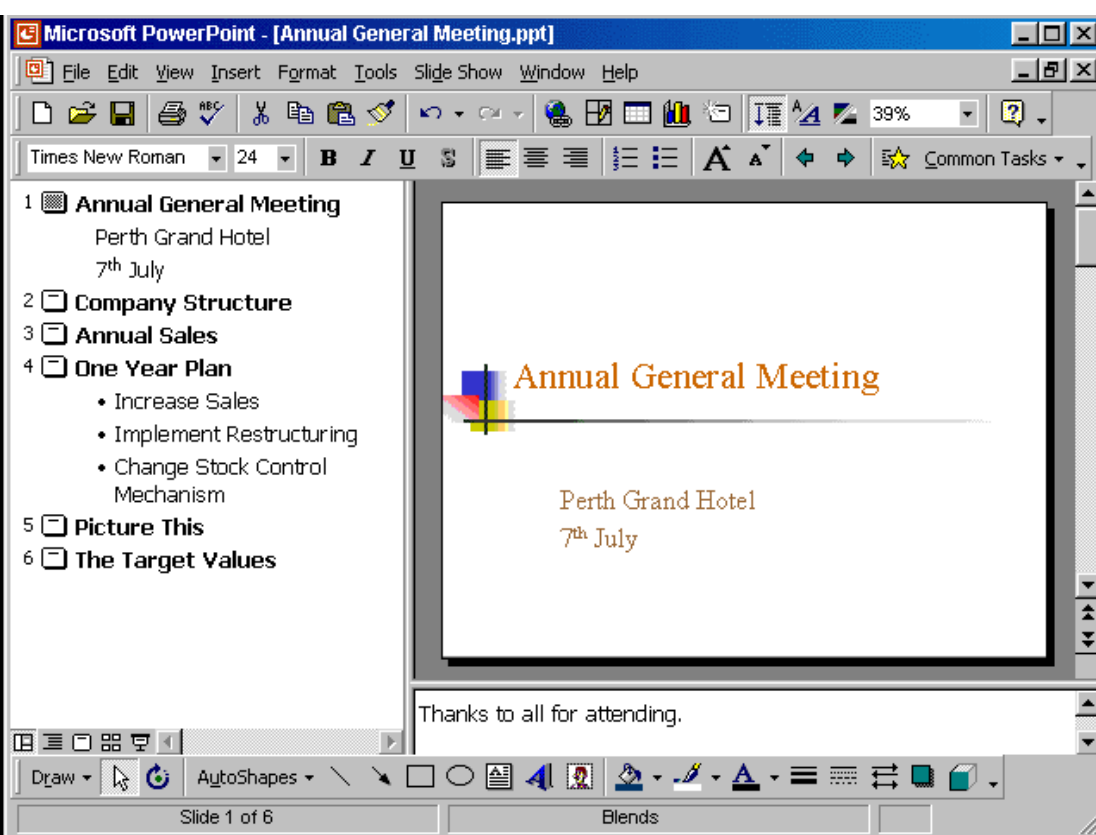 Microsoft PowerPoint - [Annual General Meeting.ppt]
File Edit View Insert Format Tools Slide Show Window Help
39%
Times New Roman 24 B I U S A A Common Tasks
1 Annual General Meeting
Perth Grand Hotel
7th July
2 Company Structure
3 Annual Sales
4 One Year Plan
• Increase Sales
• Implement Restructuring
• Change Stock Control
Mechanism
5 Picture This
6 The Target Values
Annual General Meeting
Perth Grand Hotel
7th July
Thanks to all for attending.
Draw AutoShapes
Slide 1 of 6 Blends